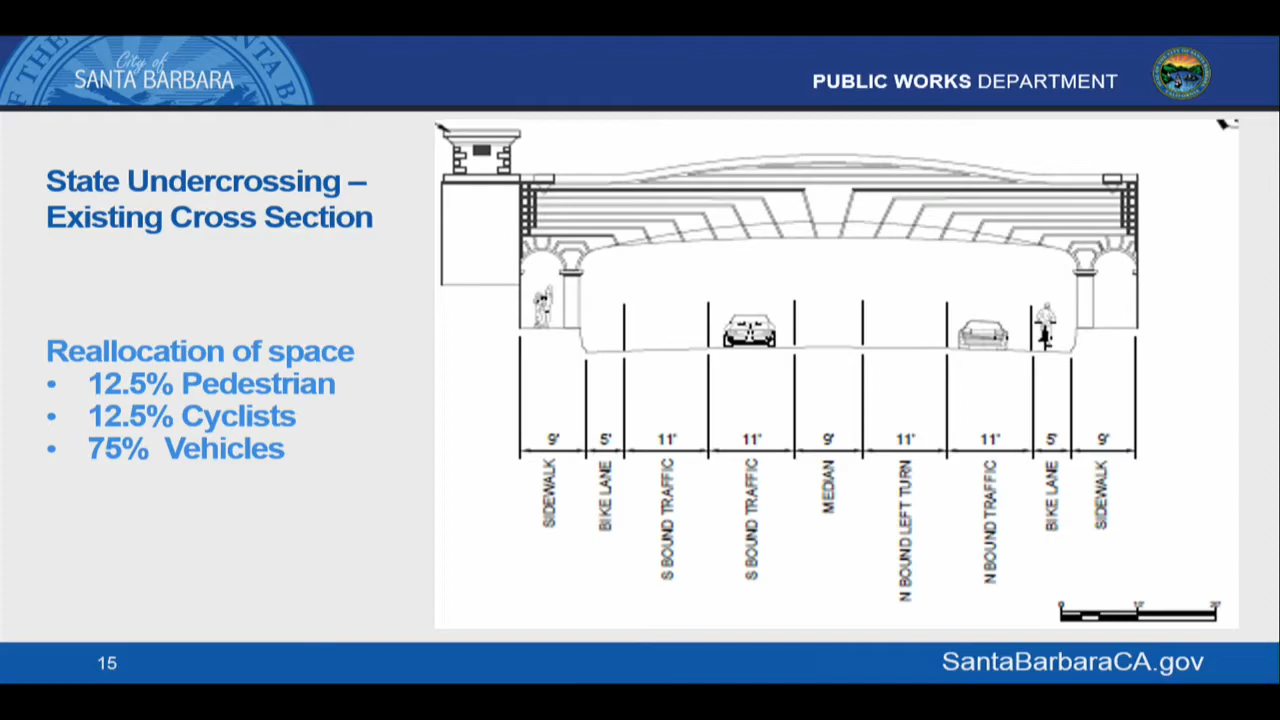 City of
SANTA BARBARA
PUBLIC WORKS DEPARTMENT
State Undercrossing –
Existing Cross Section
Reallocation of space
• 12.5% Pedestrian
• 12.5% Cyclists
• 75% Vehicles
9' 5' 11' 11' 9' 11' 11' 5' 9'
SIDEWALK
BIKE LANE
S BOUND TRAFFIC
S BOUND TRAFFIC
MEDIAN
N BOUND LEFT TURN
N BOUND TRAFFIC
BIKE LANE
SIDEWALK
15
SantaBarbaraCA.gov